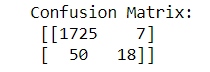 Confusion Matrix:
[[1725 7]
[ 50 18]]